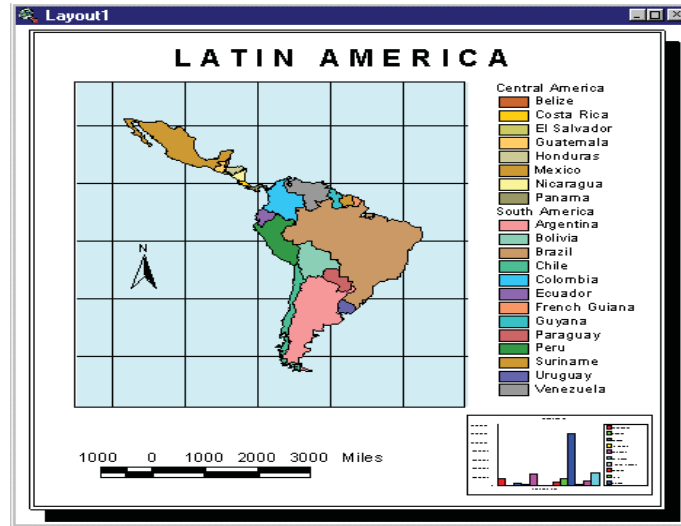 Layout1
LATIN AMERICA
Central America
Belize
Costa Rica
El Salvador
Guatemala
Honduras
Mexico
Nicaragua
Panama
South America
Argentina
Bolivia
Brazil
Chile
Colombia
Ecuador
French Guiana
Guyana
Paraguay
Peru
Suriname
Uruguay
Venezuela
N
1000 0 1000 2000 3000 Miles